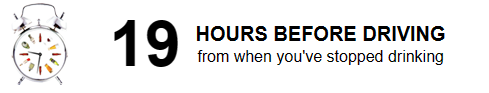 19 HOURS BEFORE DRIVING
from when you've stopped drinking